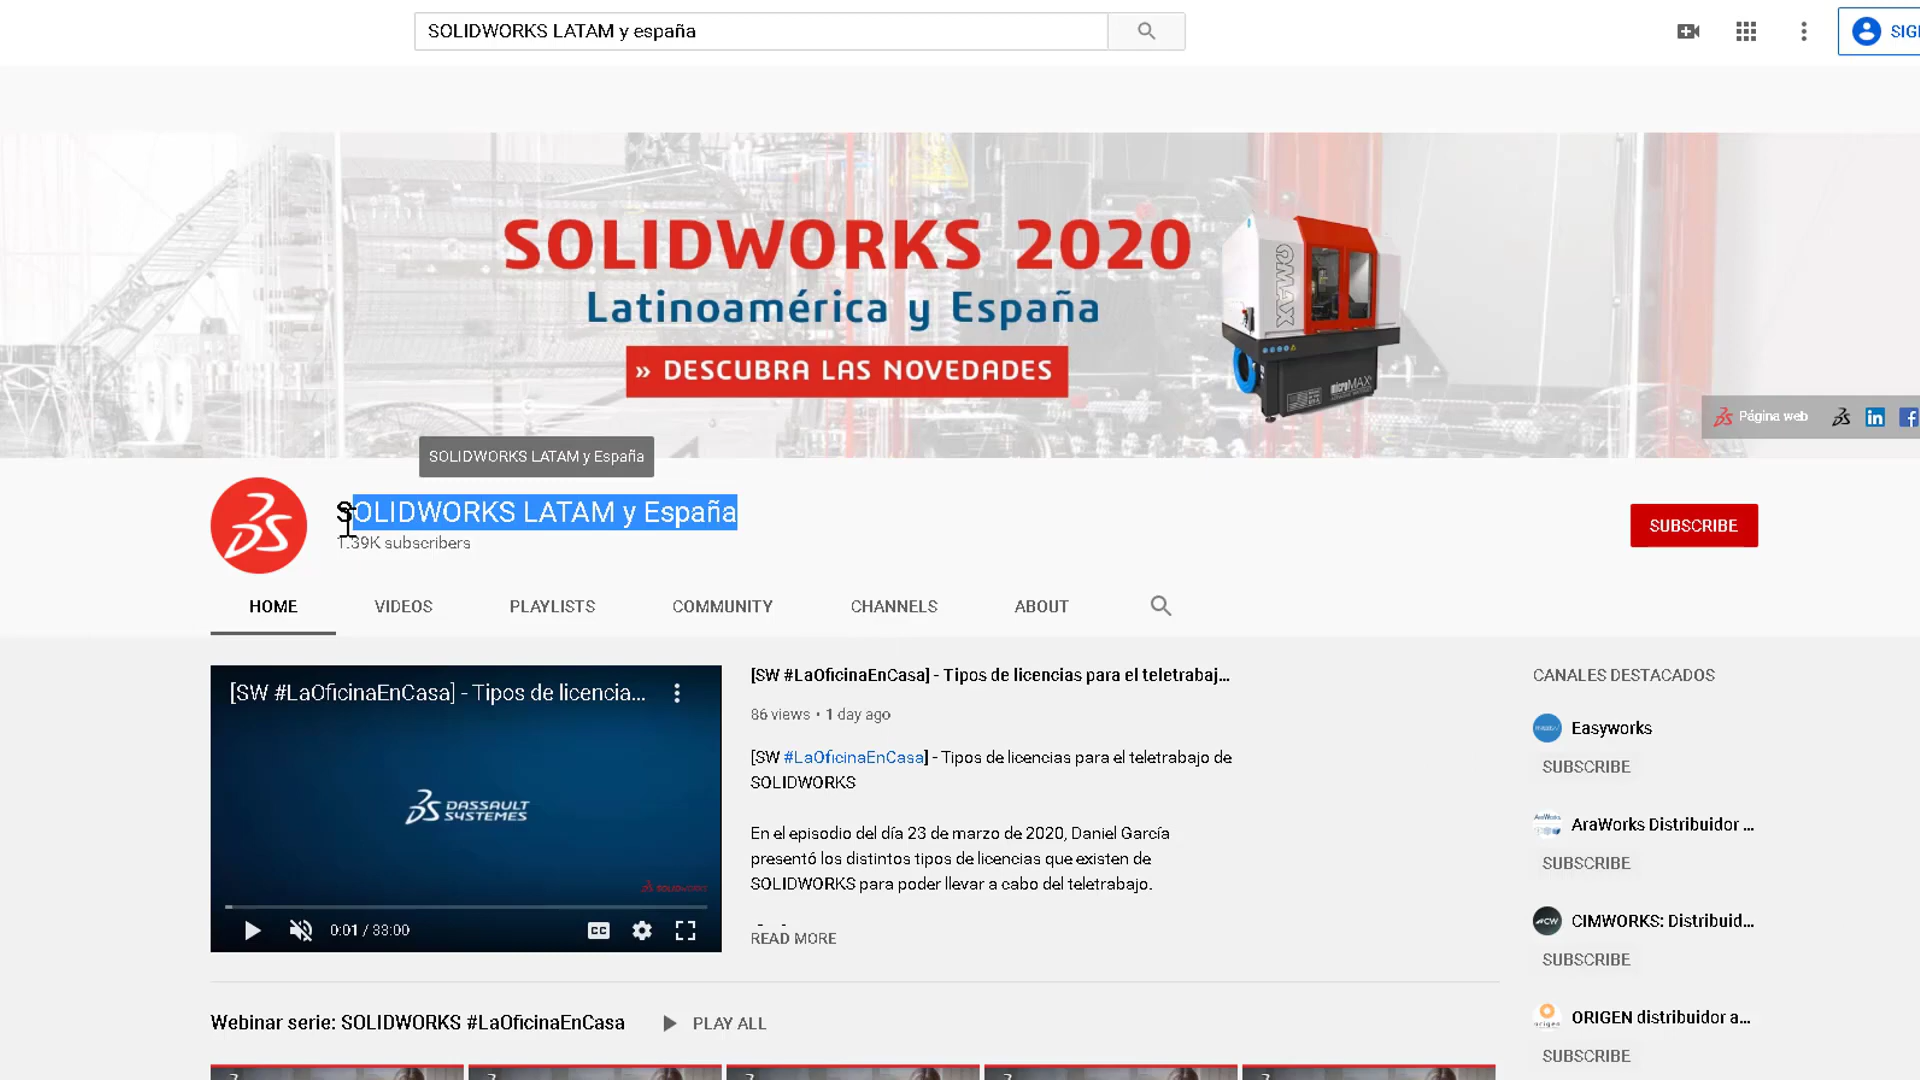 SOLIDWORKS LATAM y españa
SOLIDWORKS 2020
Latinoamérica y España
» DESCUBRA LAS NOVEDADES
OMAX
microMAX
Página web
SOLIDWORKS LATAM y España
SOLIDWORKS LATAM y España
1.39K subscribers
SUBSCRIBE
HOME VIDEOS PLAYLISTS COMMUNITY CHANNELS ABOUT
[SW #LaOficinaEnCasa] - Tipos de licencia...
DASSAULT
SYSTEMES
SOLIDWORKS
0:01 / 33:00
CC
[SW #LaOficinaEnCasa] - Tipos de licencias para el teletrabaj...
86 views • 1 day ago
[SW #LaOficinaEnCasa] - Tipos de licencias para el teletrabajo de
SOLIDWORKS
En el episodio del día 23 de marzo de 2020, Daniel García
presentó los distintos tipos de licencias que existen de
SOLIDWORKS para poder llevar a cabo del teletrabajo.
READ MORE
CANALES DESTACADOS
Easyworks
SUBSCRIBE
AraWorks Distribuidor ...
SUBSCRIBE
CIMWORKS: Distribuid...
SUBSCRIBE
ORIGEN distribuidor a...
SUBSCRIBE
Webinar serie: SOLIDWORKS #LaOficinaEnCasa
PLAY ALL